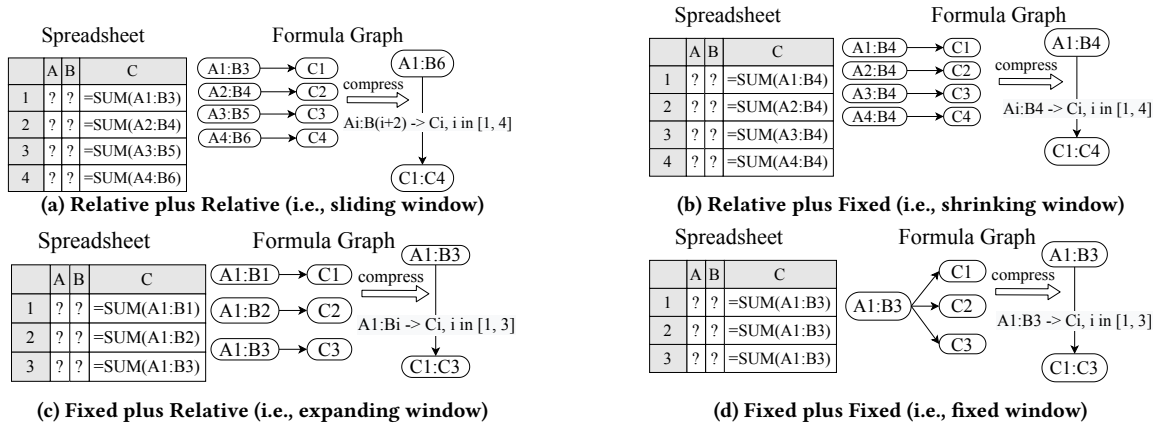 Spreadsheet
Formula Graph
A B C
1 ? ? =SUM(A1:B3)
2 ? ? =SUM(A2:B4)
3 ? ? =SUM(A3:B5)
4 ? ? =SUM(A4:B6)
A1:B3 C1
A2:B4 C2
A3:B5 C3
A4:B6 C4
compress
A1:B6
Ai:B(i+2) -> Ci, i in [1, 4]
C1:C4
(a) Relative plus Relative (i.e., sliding window)
Spreadsheet
Formula Graph
A B C
1 ? ? =SUM(A1:B4)
2 ? ? =SUM(A2:B4)
3 ? ? =SUM(A3:B4)
4 ? ? =SUM(A4:B4)
A1:B4 C1
A2:B4 C2
A3:B4 C3
A4:B4 C4
compress
A1:B4
Ai:B4 -> Ci, i in [1, 4]
C1:C4
(b) Relative plus Fixed (i.e., shrinking window)
Spreadsheet
Formula Graph
A B C
1 ? ? =SUM(A1:B1)
2 ? ? =SUM(A1:B2)
3 ? ? =SUM(A1:B3)
A1:B1 C1
A1:B2 C2
A1:B3 C3
compress
A1:B3
A1:Bi -> Ci, i in [1, 3]
C1:C3
(c) Fixed plus Relative (i.e., expanding window)
Spreadsheet
Formula Graph
A B C
1 ? ? =SUM(A1:B3)
2 ? ? =SUM(A1:B3)
3 ? ? =SUM(A1:B3)
A1:B3
C1
C2
C3
compress
A1:B3
A1:B3 -> Ci, i in [1, 3]
C1:C3
(d) Fixed plus Fixed (i.e., fixed window)